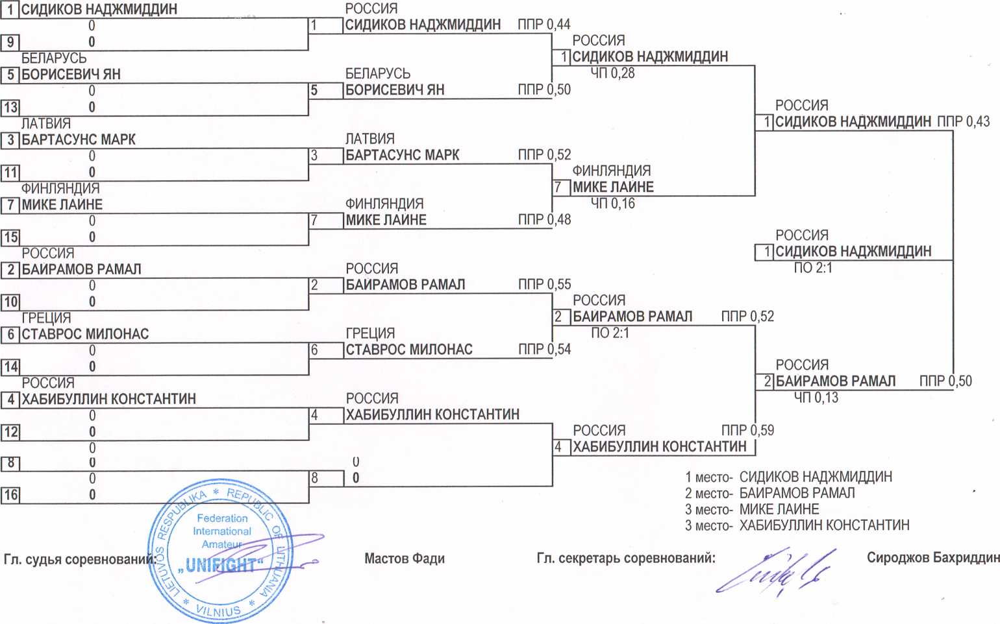 1 СИДИКОВ НАДЖМИДДИН
0
9 0
БЕЛАРУСЬ
5 БОРИСЕВИЧ ЯН
0
13 0
ЛАТВИЯ
3 БАРТАСУНС МАРК
0
11 0
ФИНЛЯНДИЯ
7 МИКЕ ЛАИНЕ
0
15 0
РОССИЯ
2 БАЙРАМОВ РАМАЛ
0
10 0
ГРЕЦИЯ
6 СТАВРОС МИЛОНАС
0
14 0
РОССИЯ
4 ХАБИБУЛЛИН КОНСТАНТИН
0
12 0
0
8 0
0
16 0
РОССИЯ
1 СИДИКОВ НАДЖМИДДИН ППР 0,44
БЕЛАРУСЬ
5 БОРИСЕВИЧ ЯН ППР 0,50
ЛАТВИЯ
3 БАРТАСУНС МАРК ППР 0,52
ФИНЛЯНДИЯ
7 МИКЕ ЛАИНЕ ППР 0,48
РОССИЯ
2 БАЙРАМОВ РАМАЛ ППР 0,55
ГРЕЦИЯ
6 СТАВРОС МИЛОНАС ППР 0,54
РОССИЯ
4 ХАБИБУЛЛИН КОНСТАНТИН
0
8 0
РОССИЯ
1 СИДИКОВ НАДЖМИДДИН
ЧП 0,28
ФИНЛЯНДИЯ
7 МИКЕ ЛАИНЕ
ЧП 0,16
РОССИЯ
2 БАЙРАМОВ РАМАЛ ППР 0,52
ПО 2:1
РОССИЯ ППР 0,59
4 ХАБИБУЛЛИН КОНСТАНТИН
РОССИЯ
1 СИДИКОВ НАДЖМИДДИН ППР 0,43
РОССИЯ
1 СИДИКОВ НАДЖМИДДИН
ПО 2:1
РОССИЯ
2 БАЙРАМОВ РАМАЛ ППР 0,50
ЧП 0,13
1 место- СИДИКОВ НАДЖМИДДИН
2 место- БАЙРАМОВ РАМАЛ
3 место- МИКЕ ЛАИНЕ
3 место- ХАБИБУЛЛИН КОНСТАНТИН
Гл. судья соревнований: Мастов Фади Гл. секретарь соревнований: Сироджов Бахриддин
LIETUVOS RESPUBLIKA * REPUBLIC OF LITHUANIA * VILNIUS *
Federation
International
Amateur
„UNIFIGHT“